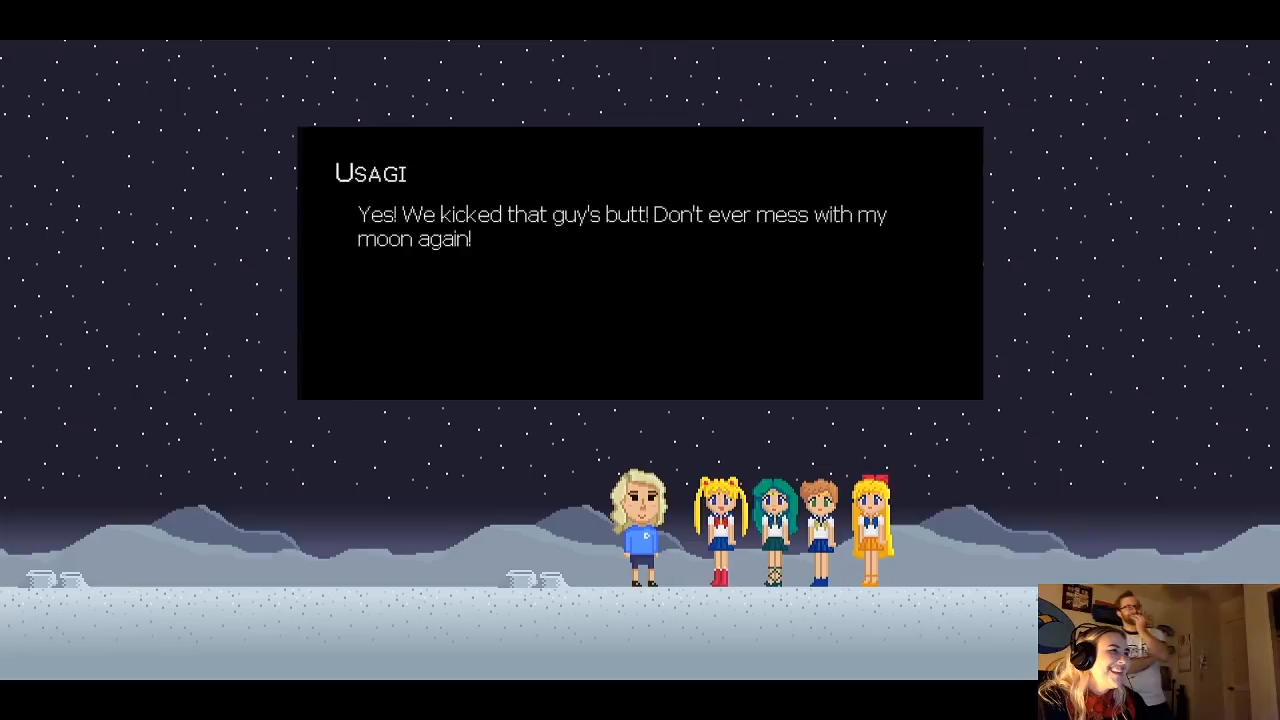 Usagi
Yes! We kicked that guy's butt! Don't ever mess with my
moon again!